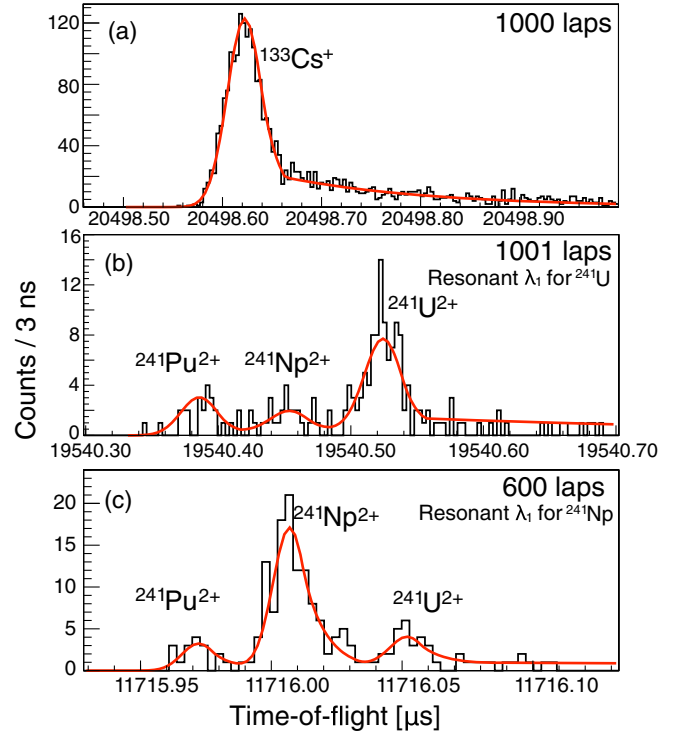 (a) 1000 laps
120
80
40
0
¹³³Cs⁺
20498.50 20498.60 20498.70 20498.80 20498.90
(b) 1001 laps
Resonant λ₁ for ²⁴¹U
16
12
8
4
0
²⁴¹Pu²⁺ ²⁴¹Np²⁺ ²⁴¹U²⁺
19540.30 19540.40 19540.50 19540.60 19540.70
(c) 600 laps
Resonant λ₁ for ²⁴¹Np
20
15
10
5
0
²⁴¹Pu²⁺ ²⁴¹Np²⁺ ²⁴¹U²⁺
11715.95 11716.00 11716.05 11716.10
Counts / 3 ns
Time-of-flight [μs]